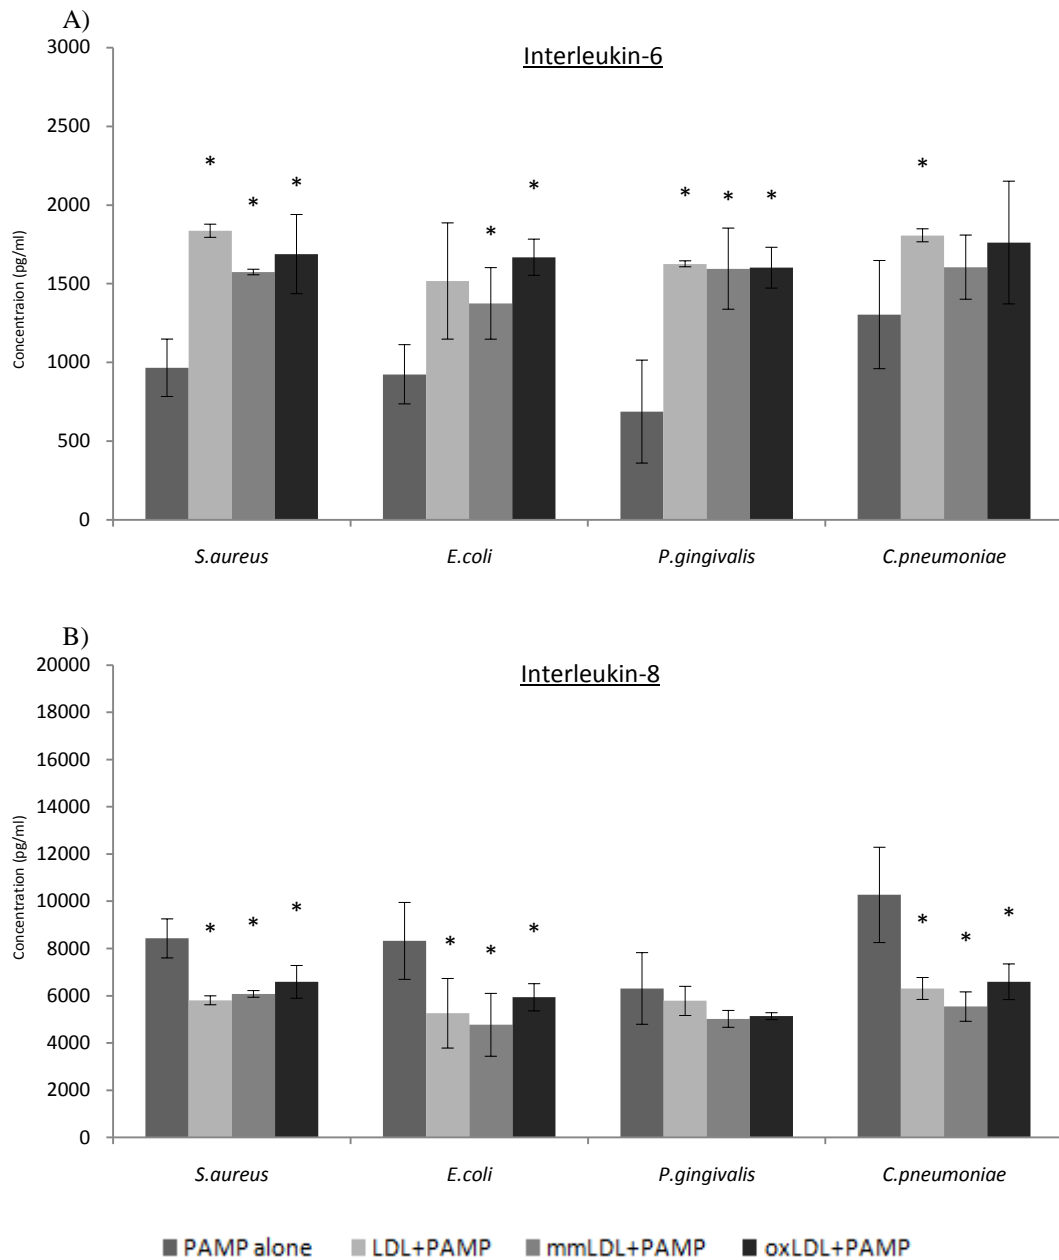 A)
Interleukin-6
Concentraion (pg/ml)
3000
2500
2000
1500
1000
500
0
* * * * * * * * *
S.aureus E.coli P.gingivalis C.pneumoniae
B)
Interleukin-8
Concentration (pg/ml)
20000
18000
16000
14000
12000
10000
8000
6000
4000
2000
0
* * * * * * * * *
S.aureus E.coli P.gingivalis C.pneumoniae
PAMP alone LDL+PAMP mmLDL+PAMP oxLDL+PAMP